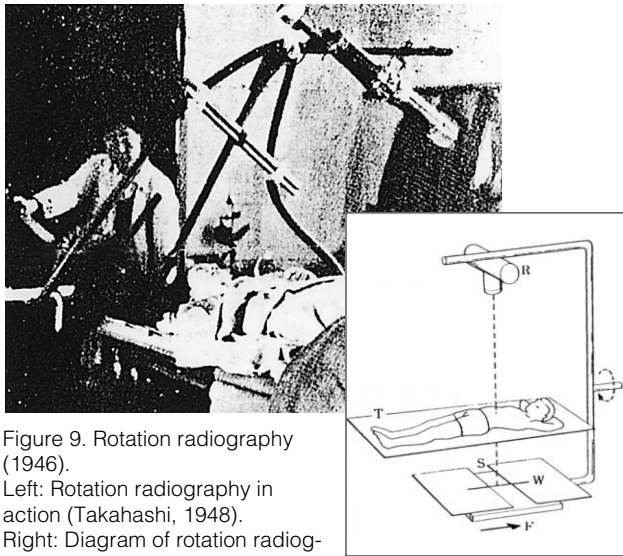 R
T
S
W
F
Figure 9. Rotation radiography
(1946).
Left: Rotation radiography in
action (Takahashi, 1948).
Right: Diagram of rotation radiog-